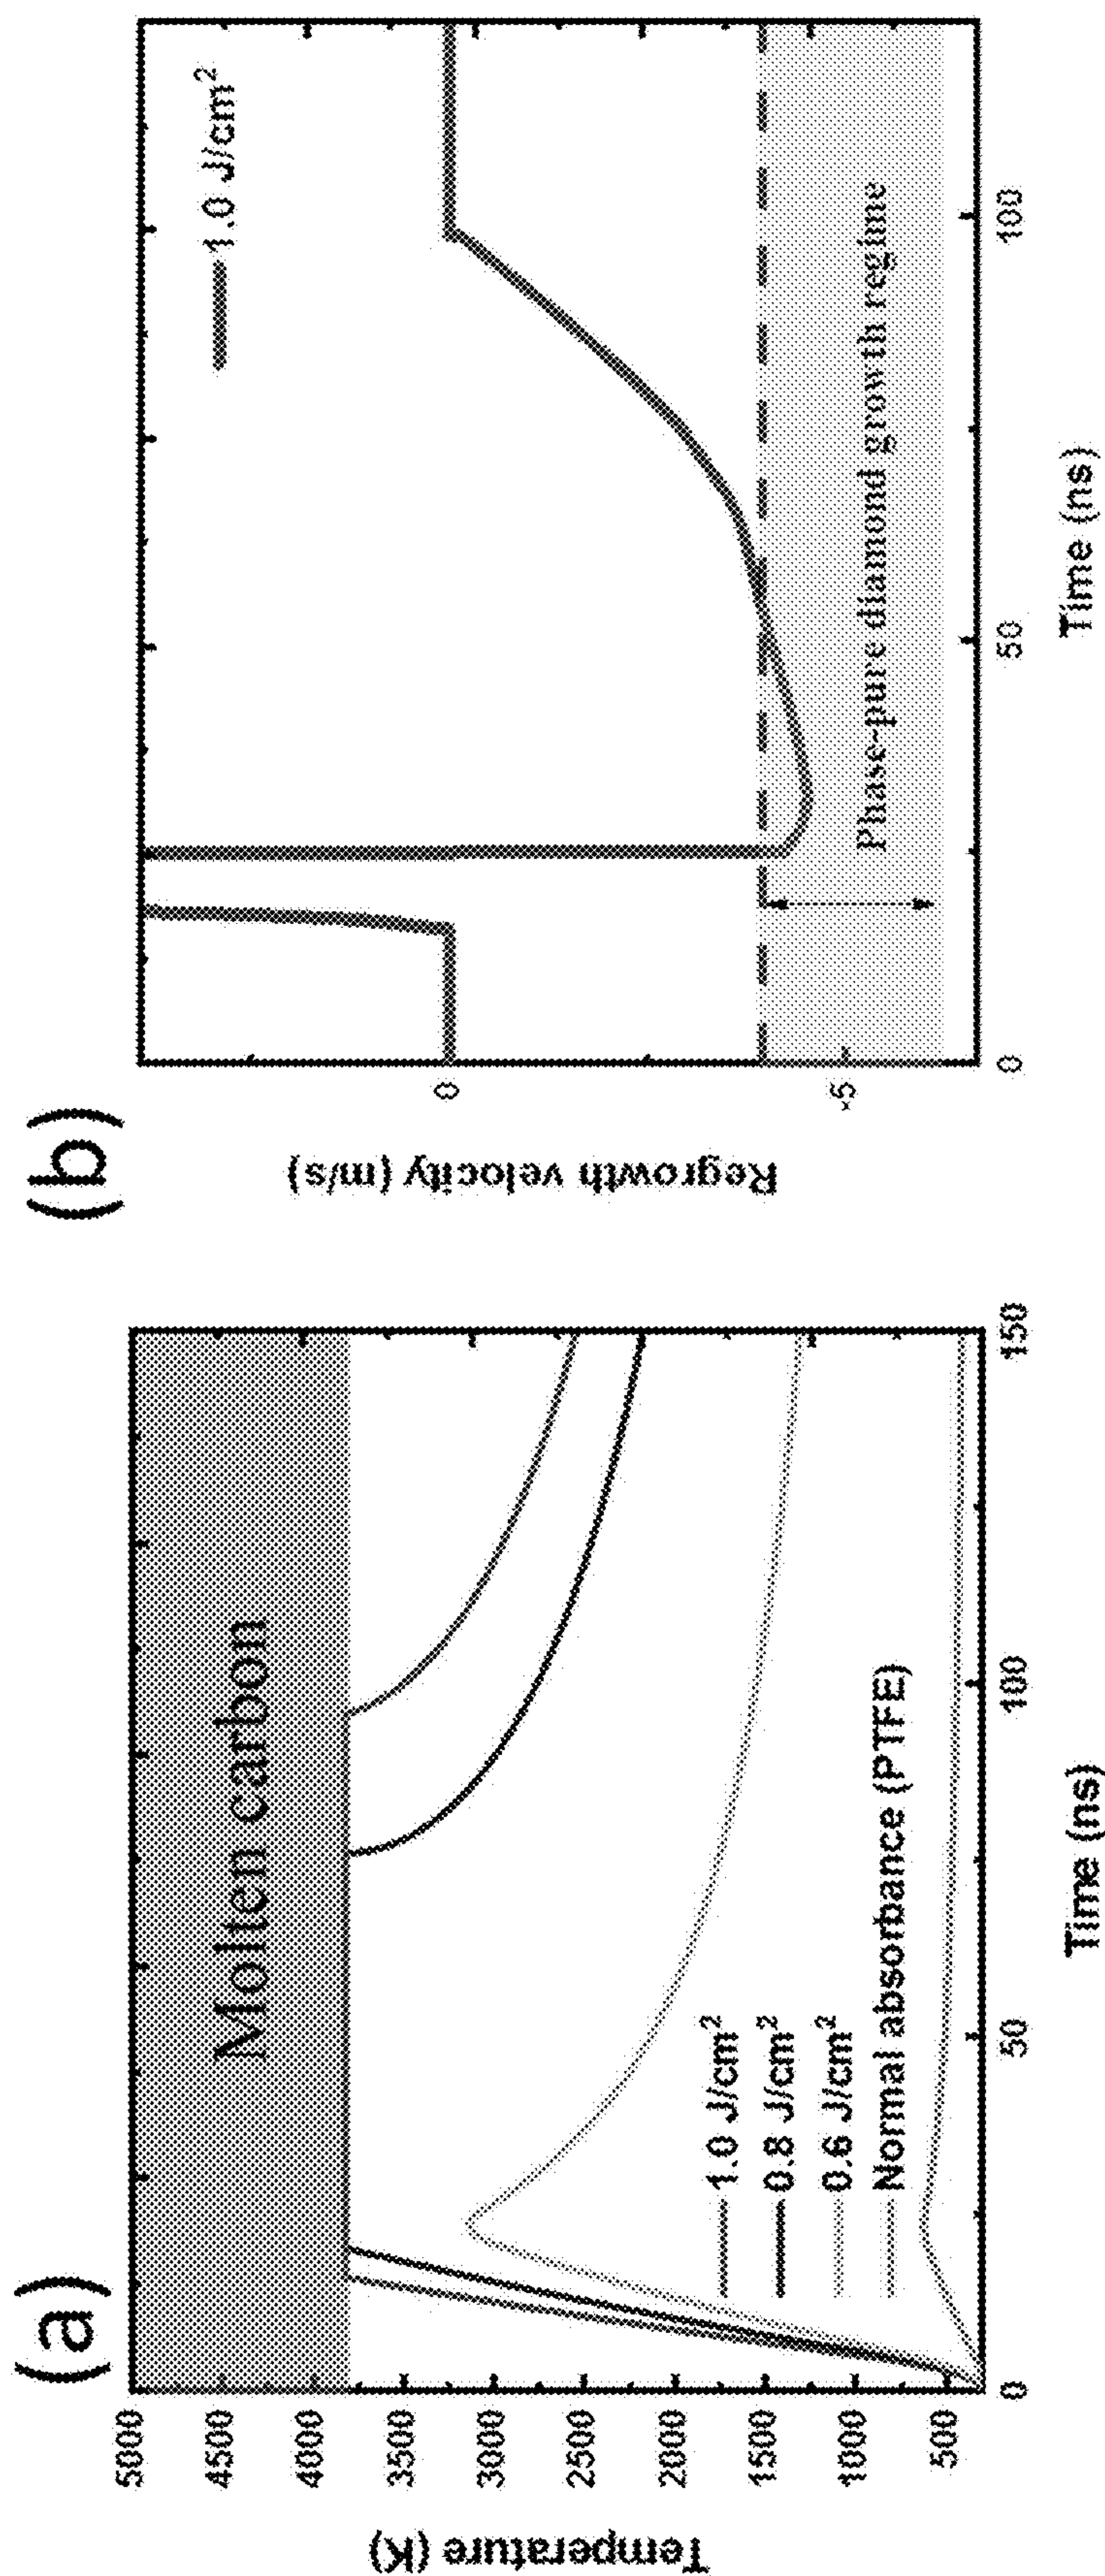 (a)
Temperature (K)
5000
4500
4000
3500
3000
2500
2000
1500
1000
500
Molten carbon
1.0 J/cm²
0.8 J/cm²
0.6 J/cm²
Normal absorbance (PTFE)
0
50
100
150
Time (ns)
(b)
Regrowth velocity (m/s)
0
-5
1.0 J/cm²
Phase-pure diamond growth regime
0
50
100
Time (ns)